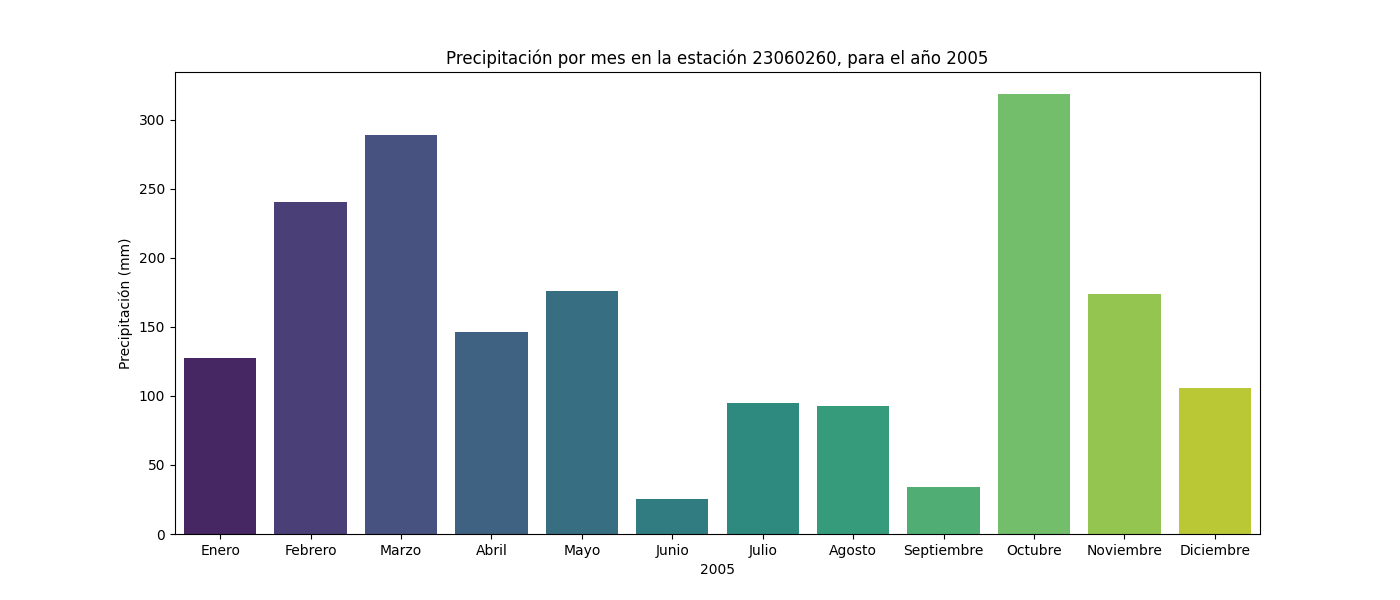 Precipitación por mes en la estación 23060260, para el año 2005
Precipitación (mm)
300
250
200
150
100
50
0
Enero Febrero Marzo Abril Mayo Junio Julio Agosto Septiembre Octubre Noviembre Diciembre
2005